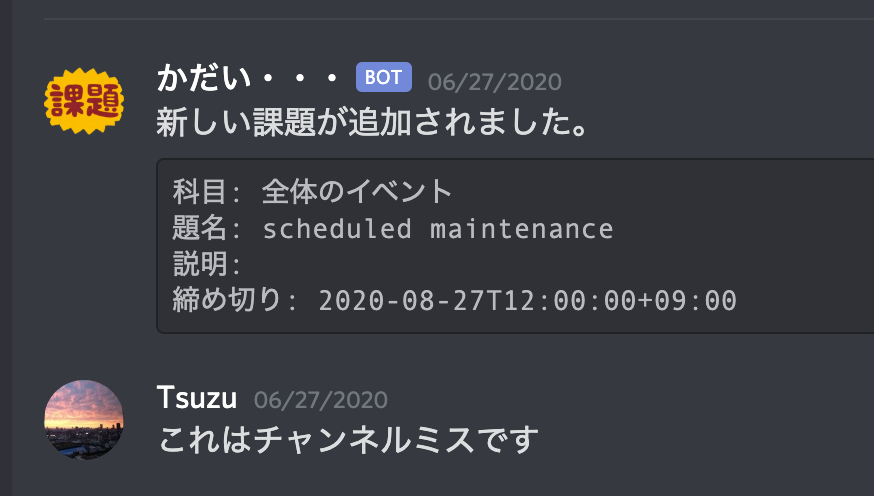 課題
かだい・・・ BOT 06/27/2020
新しい課題が追加されました。
科目: 全体のイベント
題名: scheduled maintenance
説明:
締め切り: 2020-08-27T12:00:00+09:00
Tsuzu 06/27/2020
これはチャンネルミスです